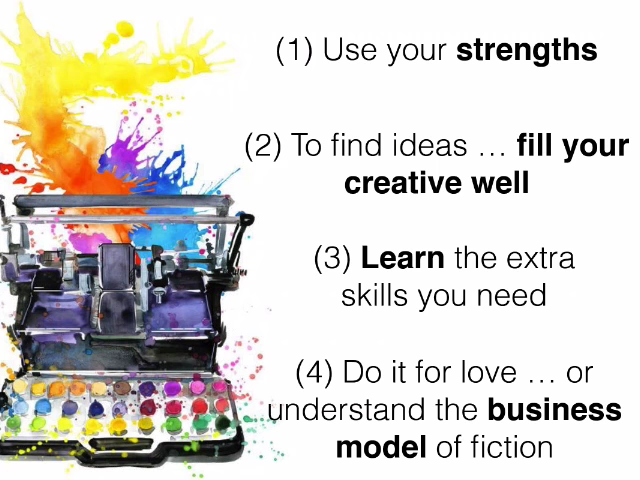 (1) Use your strengths
(2) To find ideas … fill your
creative well
(3) Learn the extra
skills you need
(4) Do it for love … or
understand the business
model of fiction